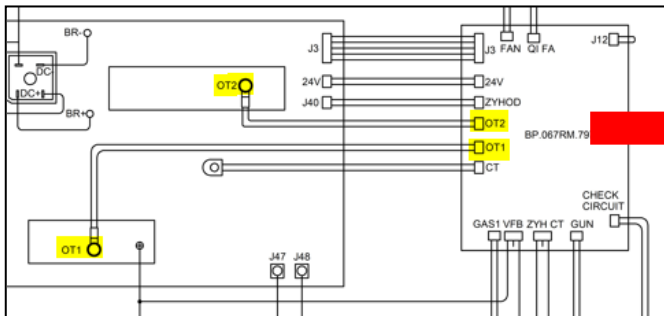 BR-
DC-
DC+
BR+
OT2
OT1
J3
24V
J40
J47 J48
J3
FAN QI FA
J12
24V
ZYHOD
OT2
OT1
CT
BP.067RM.79
CHECK
CIRCUIT
GAS1 VFB ZYH CT GUN